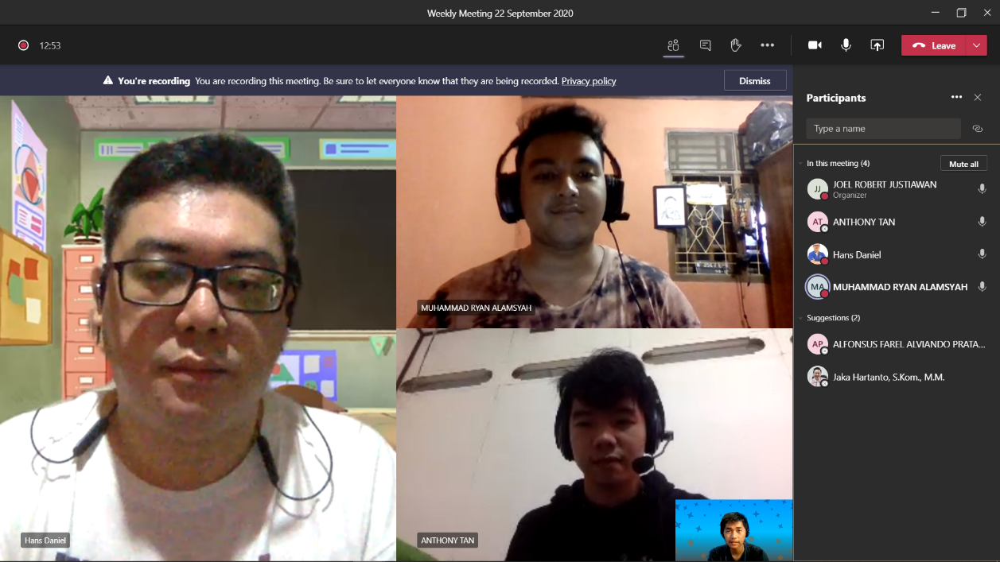 Weekly Meeting 22 September 2020
12:53
Leave
You're recording You are recording this meeting. Be sure to let everyone know that they are being recorded. Privacy policy
Dismiss
Hans Daniel
MUHAMMAD RYAN ALAMSYAH
ANTHONY TAN
Participants
Type a name
In this meeting (4)
Mute all
JJ
JOEL ROBERT JUSTIAWAN
Organizer
AT
ANTHONY TAN
Hans Daniel
MA
MUHAMMAD RYAN ALAMSYAH
Suggestions (2)
AP
ALFONSUS FAREL ALVIANDO PRATA...
Jaka Hartanto, S.Kom., M.M.